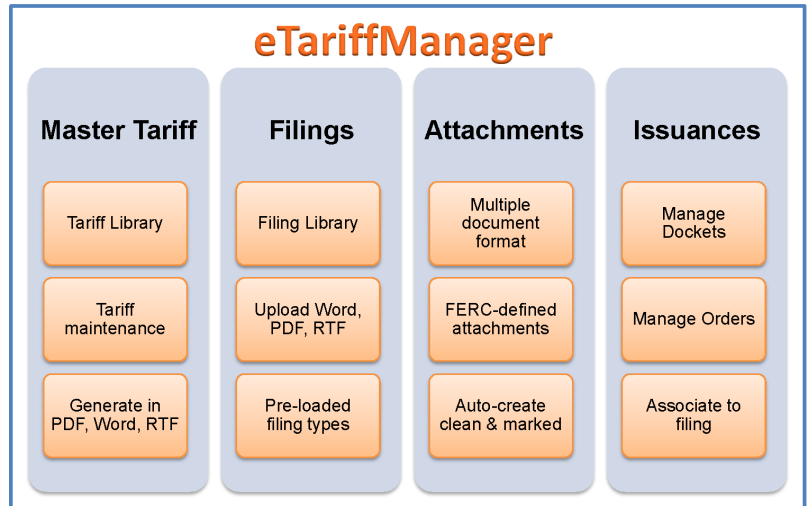 eTariffManager
Master Tariff
Tariff Library
Tariff
maintenance
Generate in
PDF, Word, RTF
Filings
Filing Library
Upload Word,
PDF, RTF
Pre-loaded
filing types
Attachments
Multiple
document
format
FERC-defined
attachments
Auto-create
clean & marked
Issuances
Manage
Dockets
Manage Orders
Associate to
filing